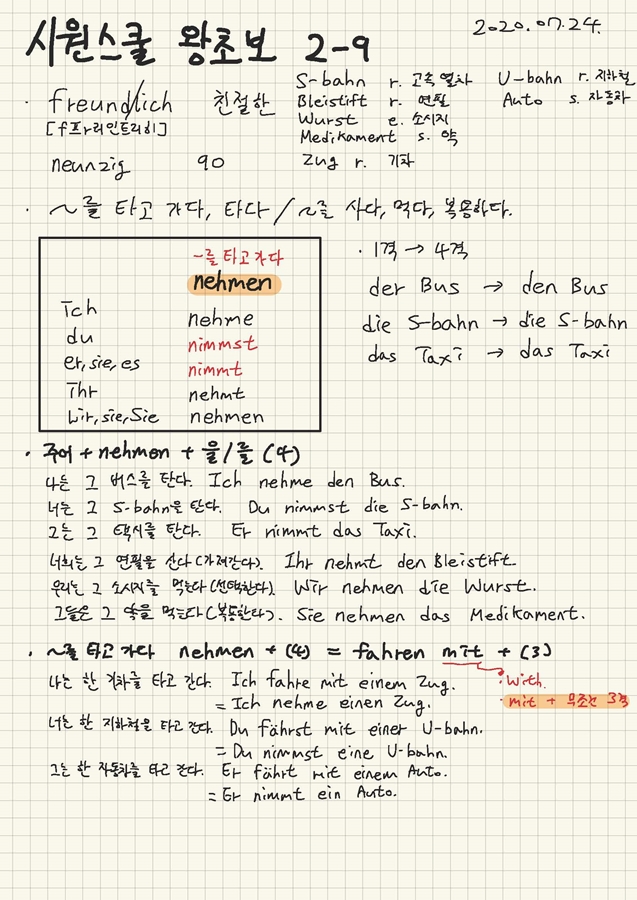 시원스쿨 왕초보 2-9
2020.07.24.
· freundlich 친절한
[f프라인트리히]
neunzig 90
S-bahn r. 고속 열차
Bleistift r. 연필
Wurst e. 소시지
Medikament s. 약
Zug r. 기차
U-bahn r. 지하철
Auto s. 자동차
· ~를 타고 가다, 타다 / ~를 사다, 먹다, 복용하다.
~를 타고 가다
nehmen
Ich nehme
du nimmst
er, sie, es nimmt
Ihr nehmt
Wir, sie, Sie nehmen
· 1격 → 4격
der Bus → den Bus
die S-bahn → die S-bahn
das Taxi → das Taxi
· 주어 + nehmen + 을/를 (4)
나는 그 버스를 탄다. Ich nehme den Bus.
너는 그 S-bahn을 탄다. Du nimmst die S-bahn.
그는 그 택시를 탄다. Er nimmt das Taxi.
너희는 그 연필을 산다(가져간다). Ihr nehmt den Bleistift.
우리는 그 소시지를 먹는다(선택한다). Wir nehmen die Wurst.
그들은 그 약을 먹는다(복용한다). Sie nehmen das Medikament.
· ~를 타고 가다 nehmen + (4) = fahren mit + (3)
· with.
· mit + 무조건 3격
나는 한 기차를 타고 간다. Ich fahre mit einem Zug.
= Ich nehme einen Zug.
너는 한 지하철을 타고 간다. Du fährst mit einer U-bahn.
= Du nimmst eine U-bahn.
그는 한 자동차를 타고 간다. Er fährt mit einem Auto.
= Er nimmt ein Auto.